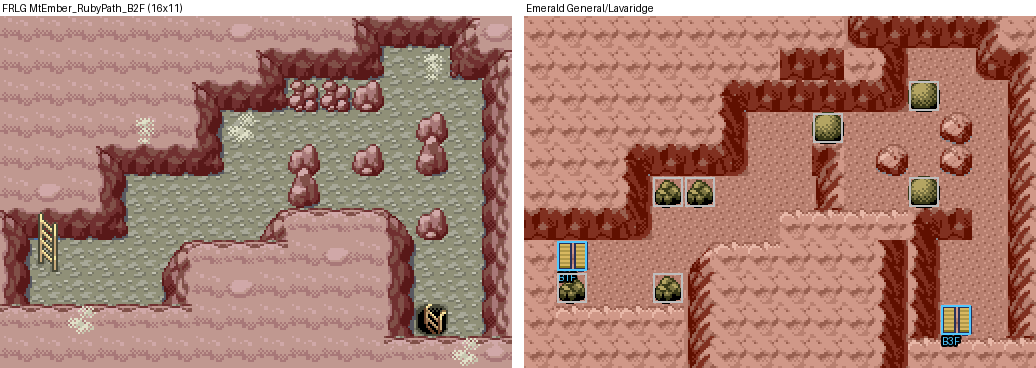 FRLG MtEmber_RubyPath_B2F (16x11)
Emerald General/Lavaridge
B1F
B3F